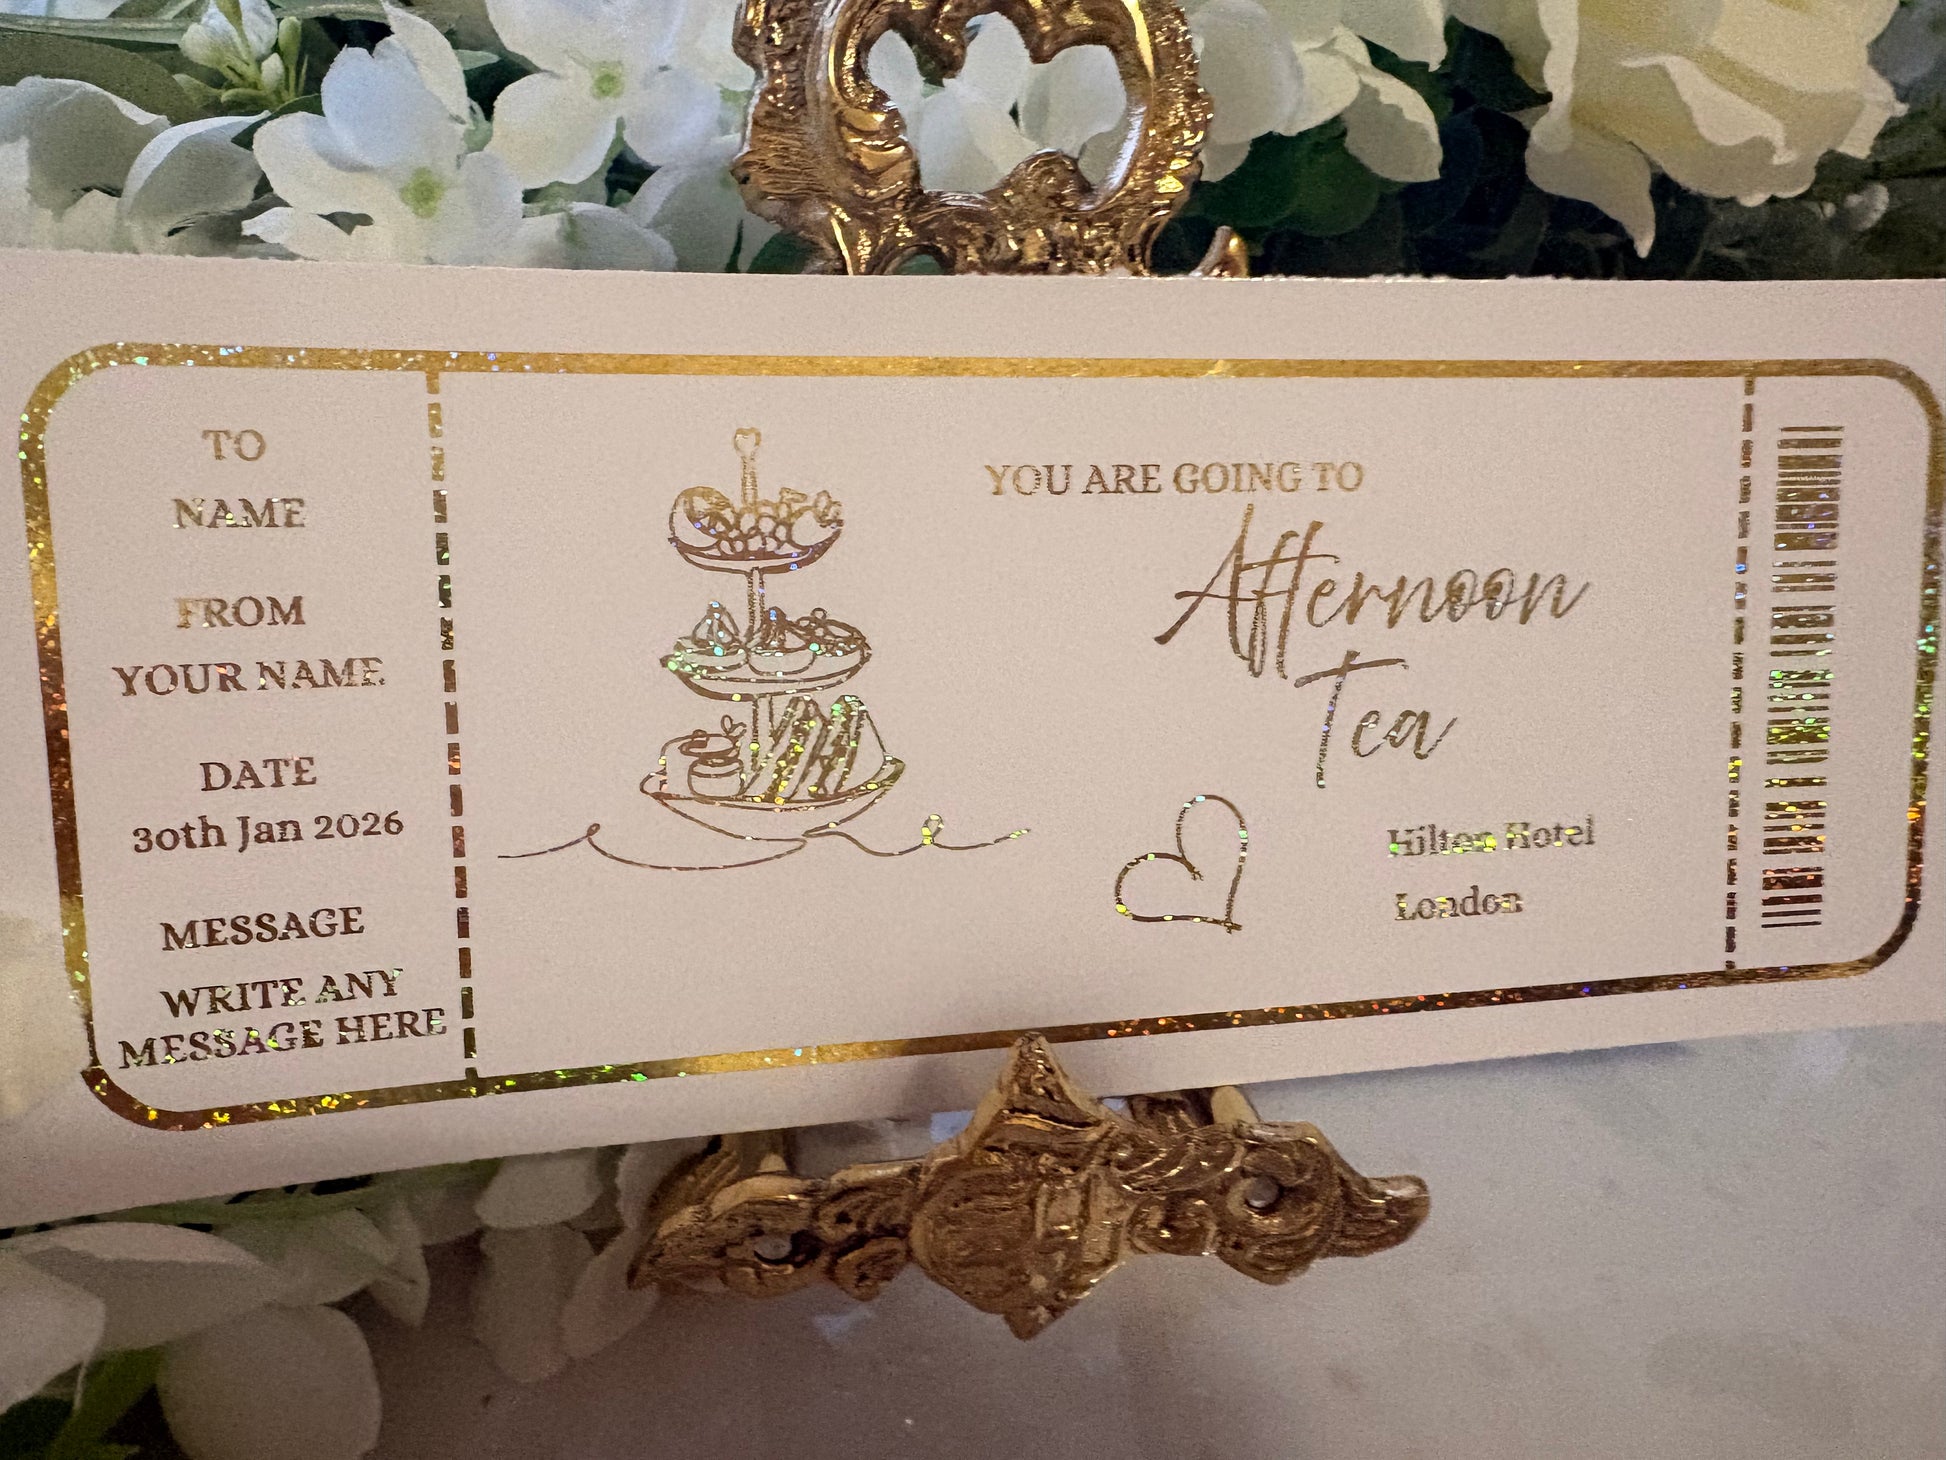 TO
NAME
FROM
YOUR NAME
DATE
30th Jan 2026
MESSAGE
WRITE ANY
MESSAGE HERE
YOU ARE GOING TO
Afternoon
Tea
Hilton Hotel
London